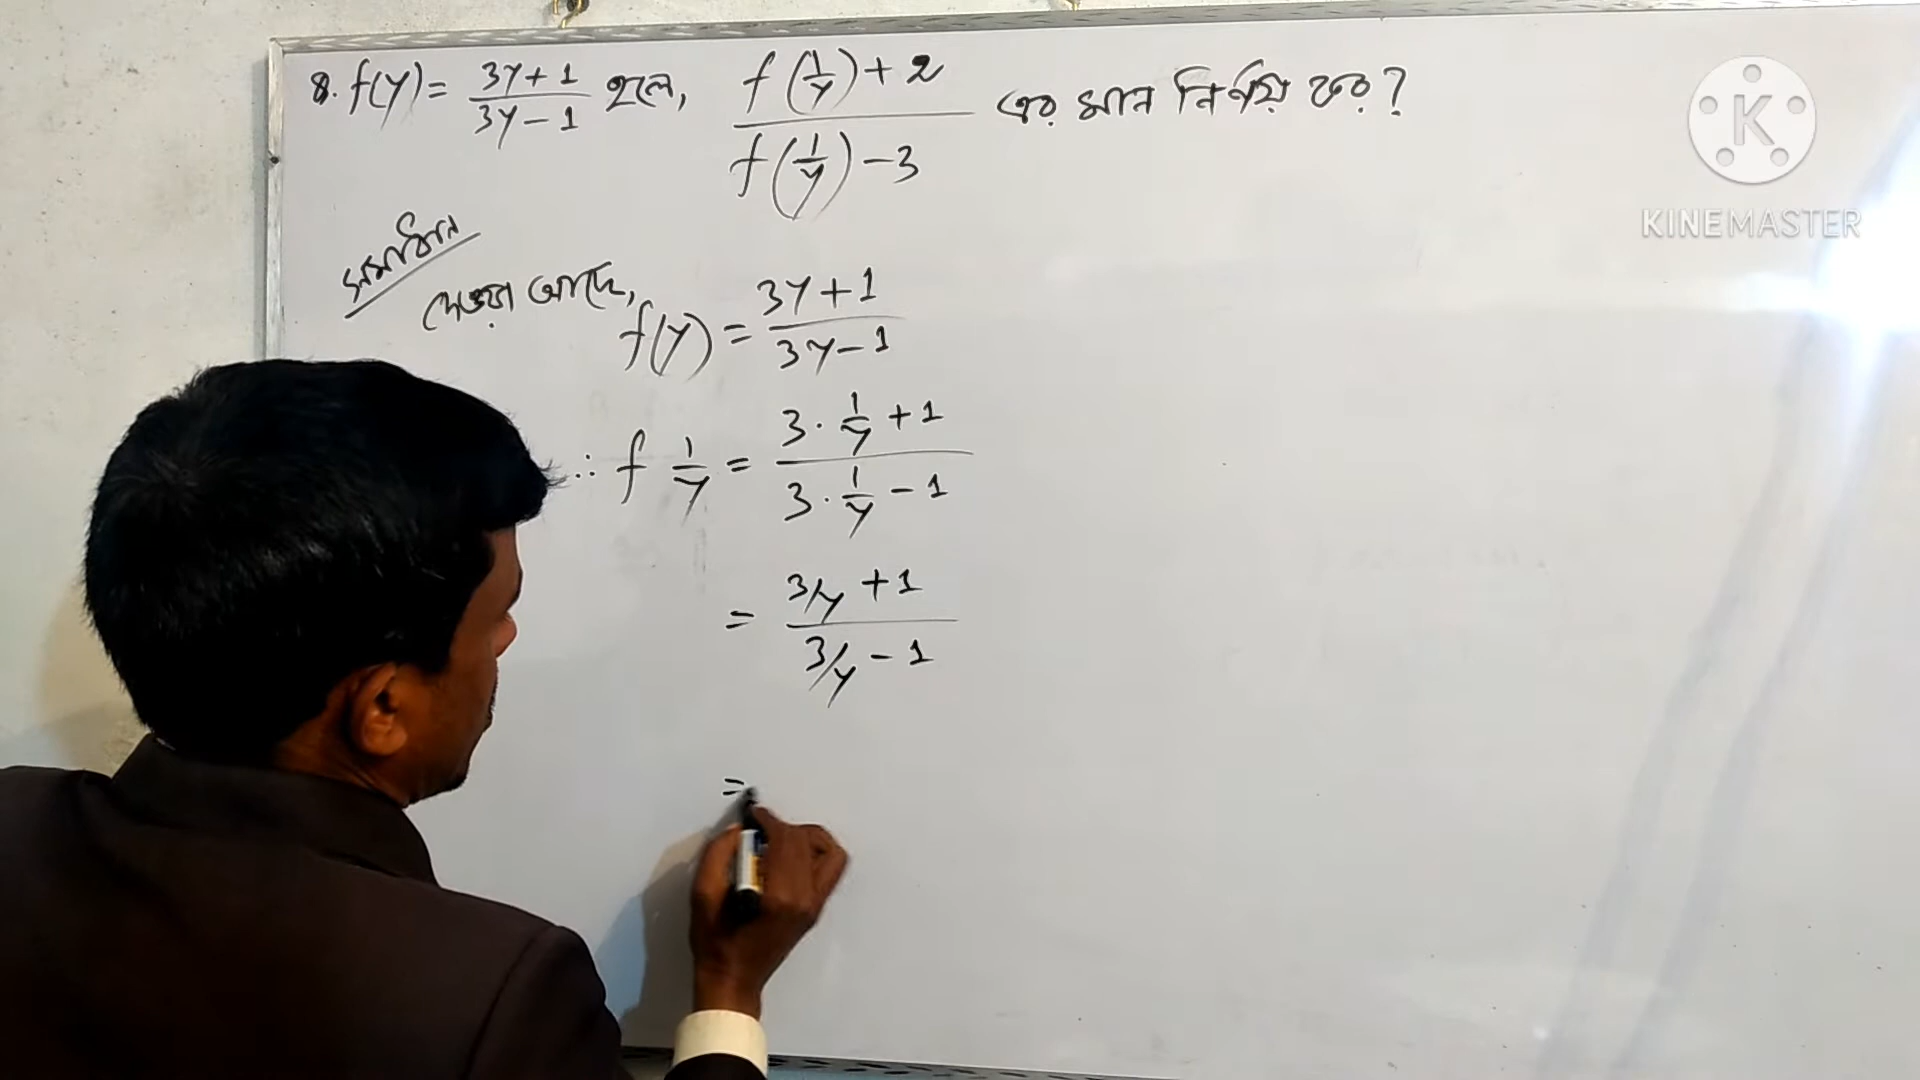 8. f(y) = 3y+1 / 3y-1 হলে, f(1/y)+2 / f(1/y)-3 এর মান নির্ণয় কর?
K
KINEMASTER
সমাধান
দেওয়া আছে,
f(y) = 3y+1 / 3y-1
∴ f 1/y = 3·1/y+1 / 3·1/y-1
= 3/y+1 / 3/y-1
=